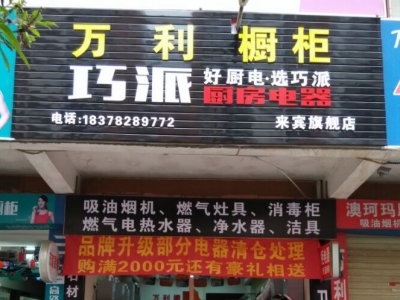 万利橱柜
巧派 好厨电·选巧派
厨房电器
电话:18378289772 来宾旗舰店
吸油烟机、燃气灶具、消毒柜
燃气电热水器、净水器、洁具
品牌升级部分电器清仓处理
购满2000元还有豪礼相送
万利
橱柜
澳珂玛
吸油烟机